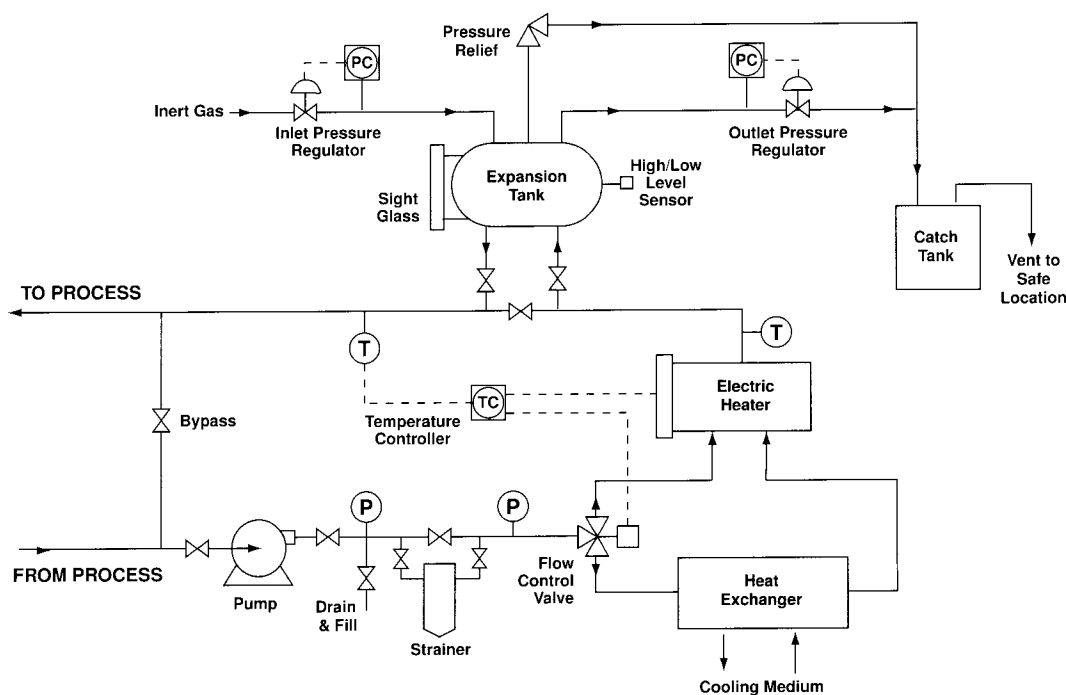 Pressure
Relief
PC
PC
Inert Gas
Inlet Pressure
Regulator
Outlet Pressure
Regulator
Expansion
Tank
High/Low
Level
Sensor
Sight
Glass
Catch
Tank
Vent to
Safe
Location
TO PROCESS
T
T
TC
Temperature
Controller
Electric
Heater
Bypass
P
P
FROM PROCESS
Pump
Drain
& Fill
Strainer
Flow
Control
Valve
Heat
Exchanger
Cooling Medium